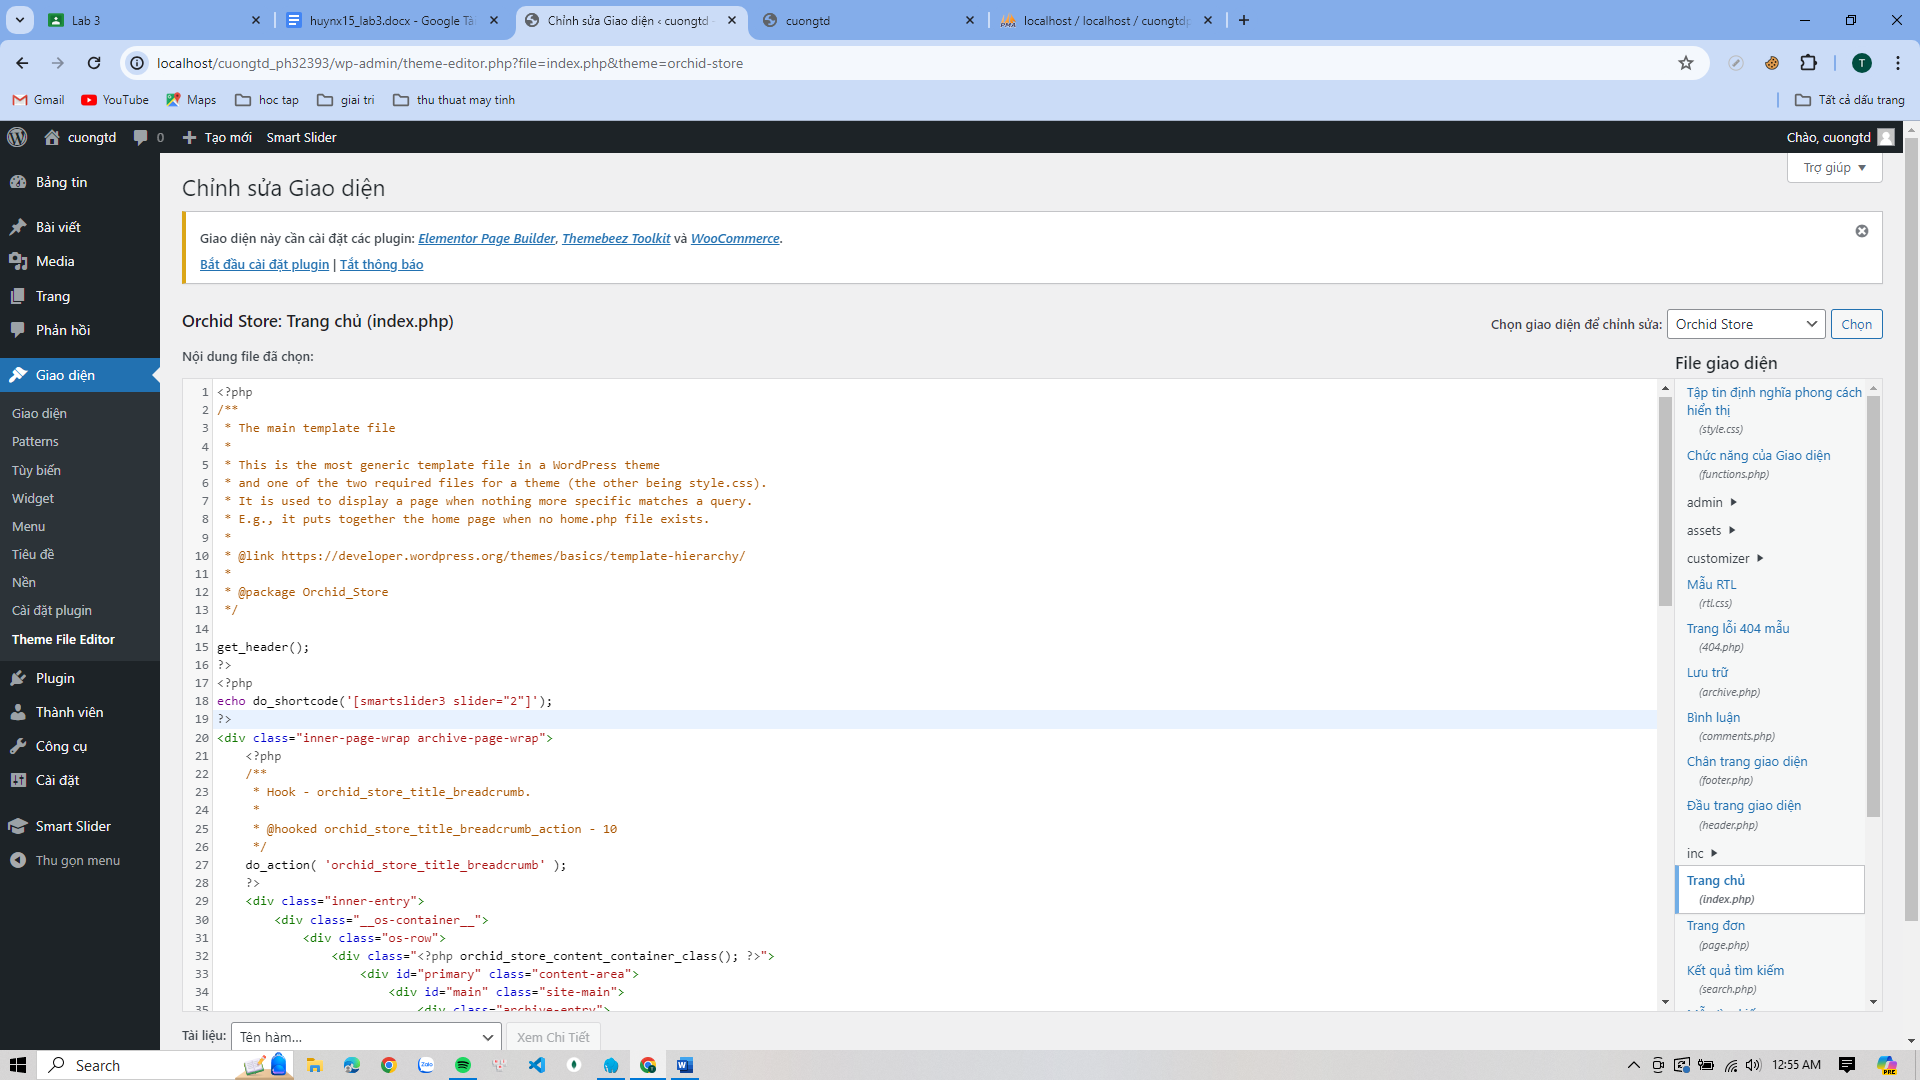 Lab 3
huynx15_lab3.docx - Google Tài
Chỉnh sửa Giao diện ‹ cuongtd -
cuongtd
localhost / localhost / cuongtdp
localhost/cuongtd_ph32393/wp-admin/theme-editor.php?file=index.php&theme=orchid-store
T
Gmail
YouTube
Maps
hoc tap
giai tri
thu thuat may tinh
Tất cả dấu trang
cuongtd
0
Tạo mới
Smart Slider
Chào, cuongtd
Trợ giúp
Bảng tin
Bài viết
Media
Trang
Phản hồi
Giao diện
Giao diện
Patterns
Tùy biến
Widget
Menu
Tiêu đề
Nền
Cài đặt plugin
Theme File Editor
Plugin
Thành viên
Công cụ
Cài đặt
Smart Slider
Thu gọn menu
Chỉnh sửa Giao diện
Giao diện này cần cài đặt các plugin: Elementor Page Builder, Themebeez Toolkit và WooCommerce.
Bắt đầu cài đặt plugin | Tắt thông báo
Orchid Store: Trang chủ (index.php)
Chọn giao diện để chỉnh sửa: Orchid Store Chọn
Nội dung file đã chọn:
1 <?php
2 /**
3  * The main template file
4  *
5  * This is the most generic template file in a WordPress theme
6  * and one of the two required files for a theme (the other being style.css).
7  * It is used to display a page when nothing more specific matches a query.
8  * E.g., it puts together the home page when no home.php file exists.
9  *
10  * @link https://developer.wordpress.org/themes/basics/template-hierarchy/
11  *
12  * @package Orchid_Store
13  */
14
15 get_header();
16 ?>
17 <?php
18 echo do_shortcode('[smartslider3 slider="2"]');
19 ?>
20 <div class="inner-page-wrap archive-page-wrap">
21     <?php
22     /**
23      * Hook - orchid_store_title_breadcrumb.
24      *
25      * @hooked orchid_store_title_breadcrumb_action - 10
26      */
27     do_action( 'orchid_store_title_breadcrumb' );
28     ?>
29     <div class="inner-entry">
30         <div class="__os-container__">
31             <div class="os-row">
32                 <div class="<?php orchid_store_content_container_class(); ?>">
33                     <div id="primary" class="content-area">
34                         <div id="main" class="site-main">
35                             <div class="archive-entry">
File giao diện
Tập tin định nghĩa phong cách
hiển thị
(style.css)
Chức năng của Giao diện
(functions.php)
admin
assets
customizer
Mẫu RTL
(rtl.css)
Trang lỗi 404 mẫu
(404.php)
Lưu trữ
(archive.php)
Bình luận
(comments.php)
Chân trang giao diện
(footer.php)
Đầu trang giao diện
(header.php)
inc
Trang chủ
(index.php)
Trang đơn
(page.php)
Kết quả tìm kiếm
(search.php)
Tài liệu: Tên hàm... Xem Chi Tiết
Search
Zalo
12:55 AM
PRE